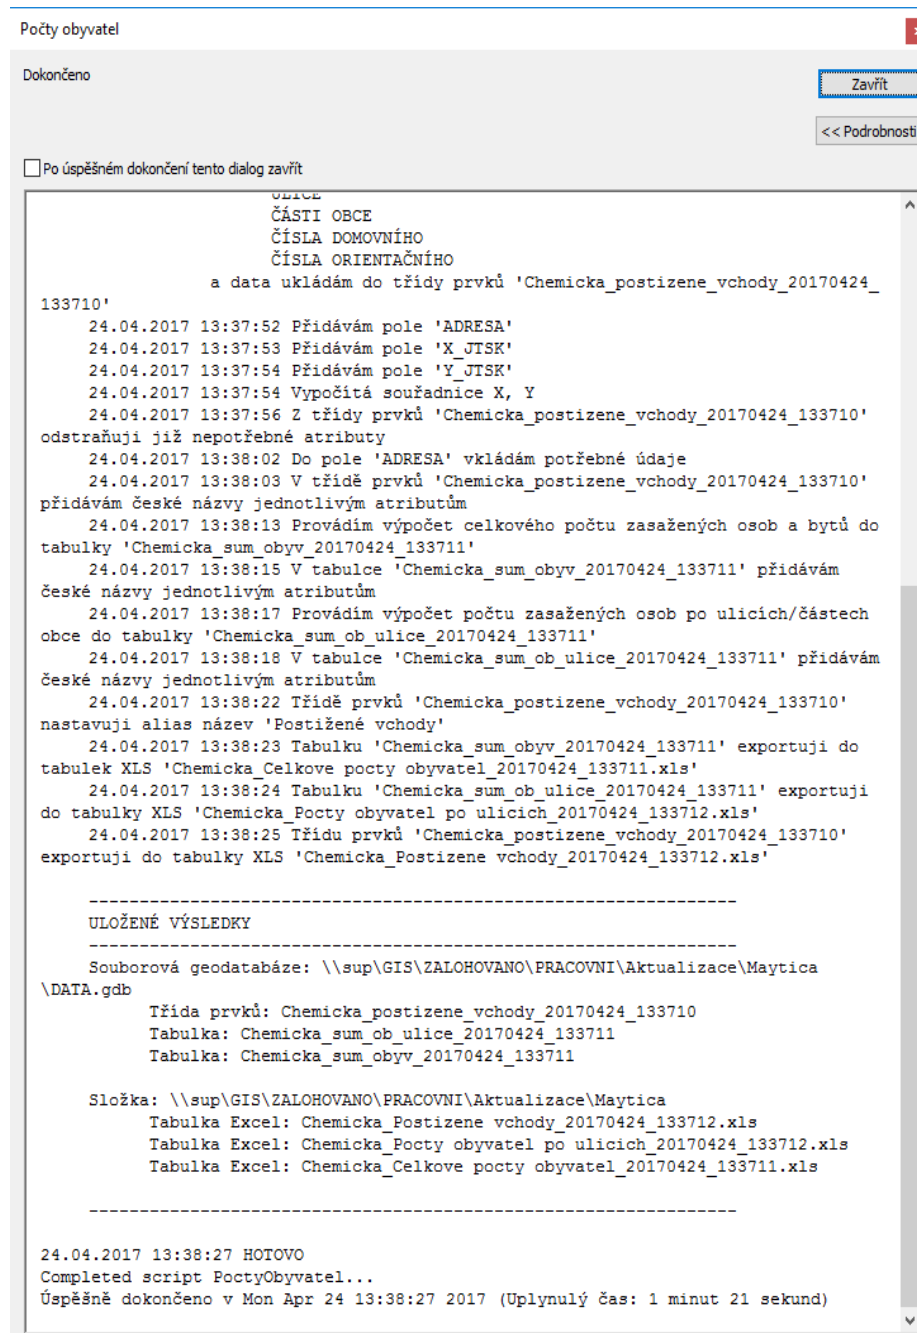 Počty obyvatel
Dokončeno
Zavřít
<< Podrobnosti
Po úspěšném dokončení tento dialog zavřít
ULICE
ČÁSTI OBCE
ČÍSLA DOMOVNÍHO
ČÍSLA ORIENTAČNÍHO
a data ukládám do třídy prvků 'Chemicka_postizene_vchody_20170424_
133710'
24.04.2017 13:37:52 Přidávám pole 'ADRESA'
24.04.2017 13:37:53 Přidávám pole 'X_JTSK'
24.04.2017 13:37:54 Přidávám pole 'Y_JTSK'
24.04.2017 13:37:54 Vypočítá souřadnice X, Y
24.04.2017 13:37:56 Z třídy prvků 'Chemicka_postizene_vchody_20170424_133710'
odstraňuji již nepotřebné atributy
24.04.2017 13:38:02 Do pole 'ADRESA' vkládám potřebné údaje
24.04.2017 13:38:03 V třídě prvků 'Chemicka_postizene_vchody_20170424_133710'
přidávám české názvy jednotlivým atributům
24.04.2017 13:38:13 Provádím výpočet celkového počtu zasažených osob a bytů do
tabulky 'Chemicka_sum_obyv_20170424_133711'
24.04.2017 13:38:15 V tabulce 'Chemicka_sum_obyv_20170424_133711' přidávám
české názvy jednotlivým atributům
24.04.2017 13:38:17 Provádím výpočet počtu zasažených osob po ulicích/částech
obce do tabulky 'Chemicka_sum_ob_ulice_20170424_133711'
24.04.2017 13:38:18 V tabulce 'Chemicka_sum_ob_ulice_20170424_133711' přidávám
české názvy jednotlivým atributům
24.04.2017 13:38:22 Třídě prvků 'Chemicka_postizene_vchody_20170424_133710'
nastavuji alias název 'Postižené vchody'
24.04.2017 13:38:23 Tabulku 'Chemicka_sum_obyv_20170424_133711' exportuji do
tabulek XLS 'Chemicka_Celkove pocty obyvatel_20170424_133711.xls'
24.04.2017 13:38:24 Tabulku 'Chemicka_sum_ob_ulice_20170424_133711' exportuji
do tabulky XLS 'Chemicka_Pocty obyvatel po ulicich_20170424_133712.xls'
24.04.2017 13:38:25 Třídu prvků 'Chemicka_postizene_vchody_20170424_133710'
exportuji do tabulky XLS 'Chemicka_Postizene vchody_20170424_133712.xls'
----------------------------------------------------------------
ULOŽENÉ VÝSLEDKY
----------------------------------------------------------------
Souborová geodatabáze: \\sup\GIS\ZALOHOVANO\PRACOVNI\Aktualizace\Maytica
\DATA.gdb
Třída prvků: Chemicka_postizene_vchody_20170424_133710
Tabulka: Chemicka_sum_ob_ulice_20170424_133711
Tabulka: Chemicka_sum_obyv_20170424_133711
Složka: \\sup\GIS\ZALOHOVANO\PRACOVNI\Aktualizace\Maytica
Tabulka Excel: Chemicka_Postizene vchody_20170424_133712.xls
Tabulka Excel: Chemicka_Pocty obyvatel po ulicich_20170424_133712.xls
Tabulka Excel: Chemicka_Celkove pocty obyvatel_20170424_133711.xls
----------------------------------------------------------------
24.04.2017 13:38:27 HOTOVO
Completed script PoctyObyvatel...
Úspěšně dokončeno v Mon Apr 24 13:38:27 2017 (Uplynulý čas: 1 minut 21 sekund)